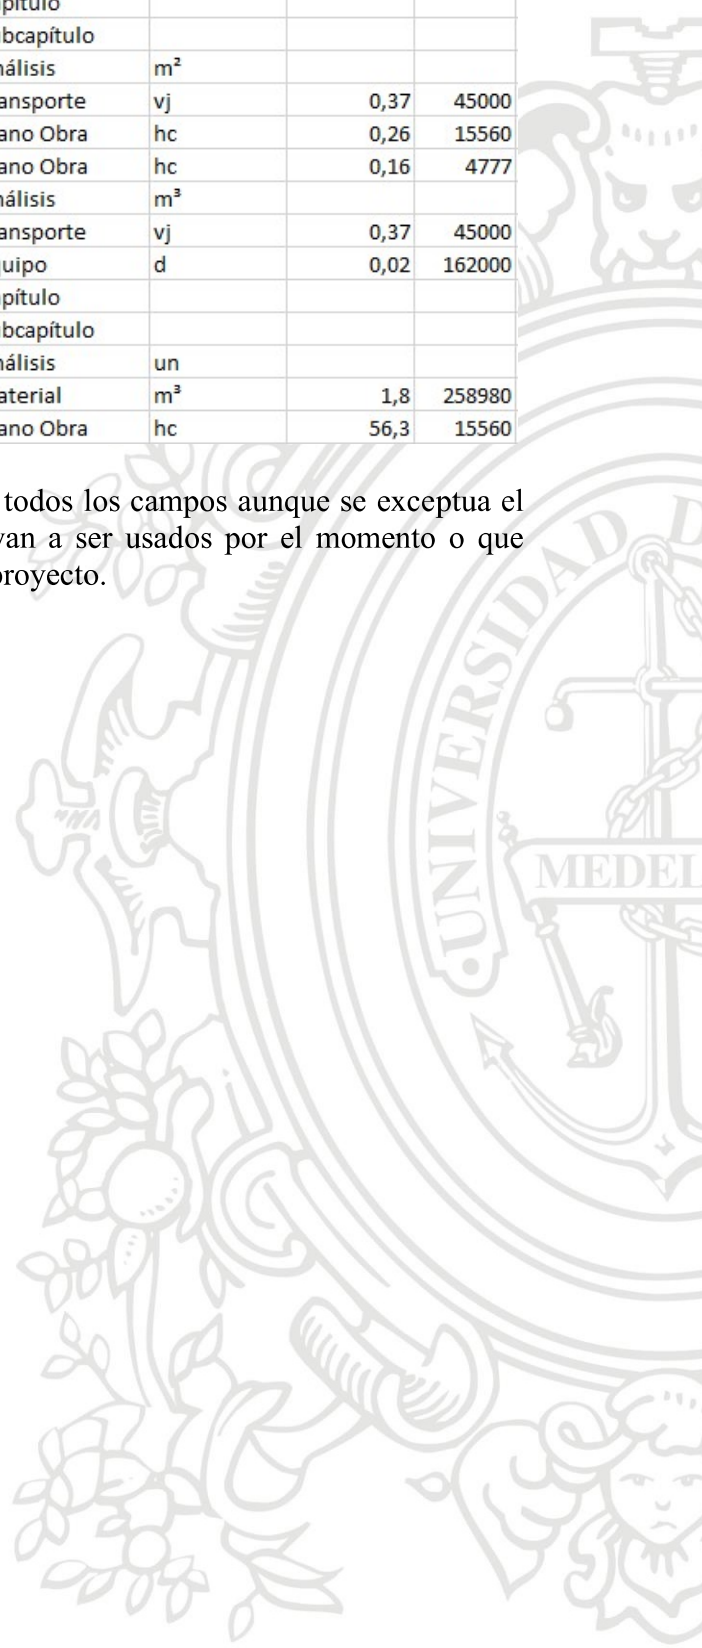 pítulo
bcapítulo
nálisis m²
ansporte vj 0,37 45000
ano Obra hc 0,26 15560
ano Obra hc 0,16 4777
nálisis m³
ansporte vj 0,37 45000
quipo d 0,02 162000
pítulo
bcapítulo
nálisis un
aterial m³ 1,8 258980
ano Obra hc 56,3 15560
todos los campos aunque se exceptua el
van a ser usados por el momento o que
proyecto.
UNIVERSIDAD D
MEDEL